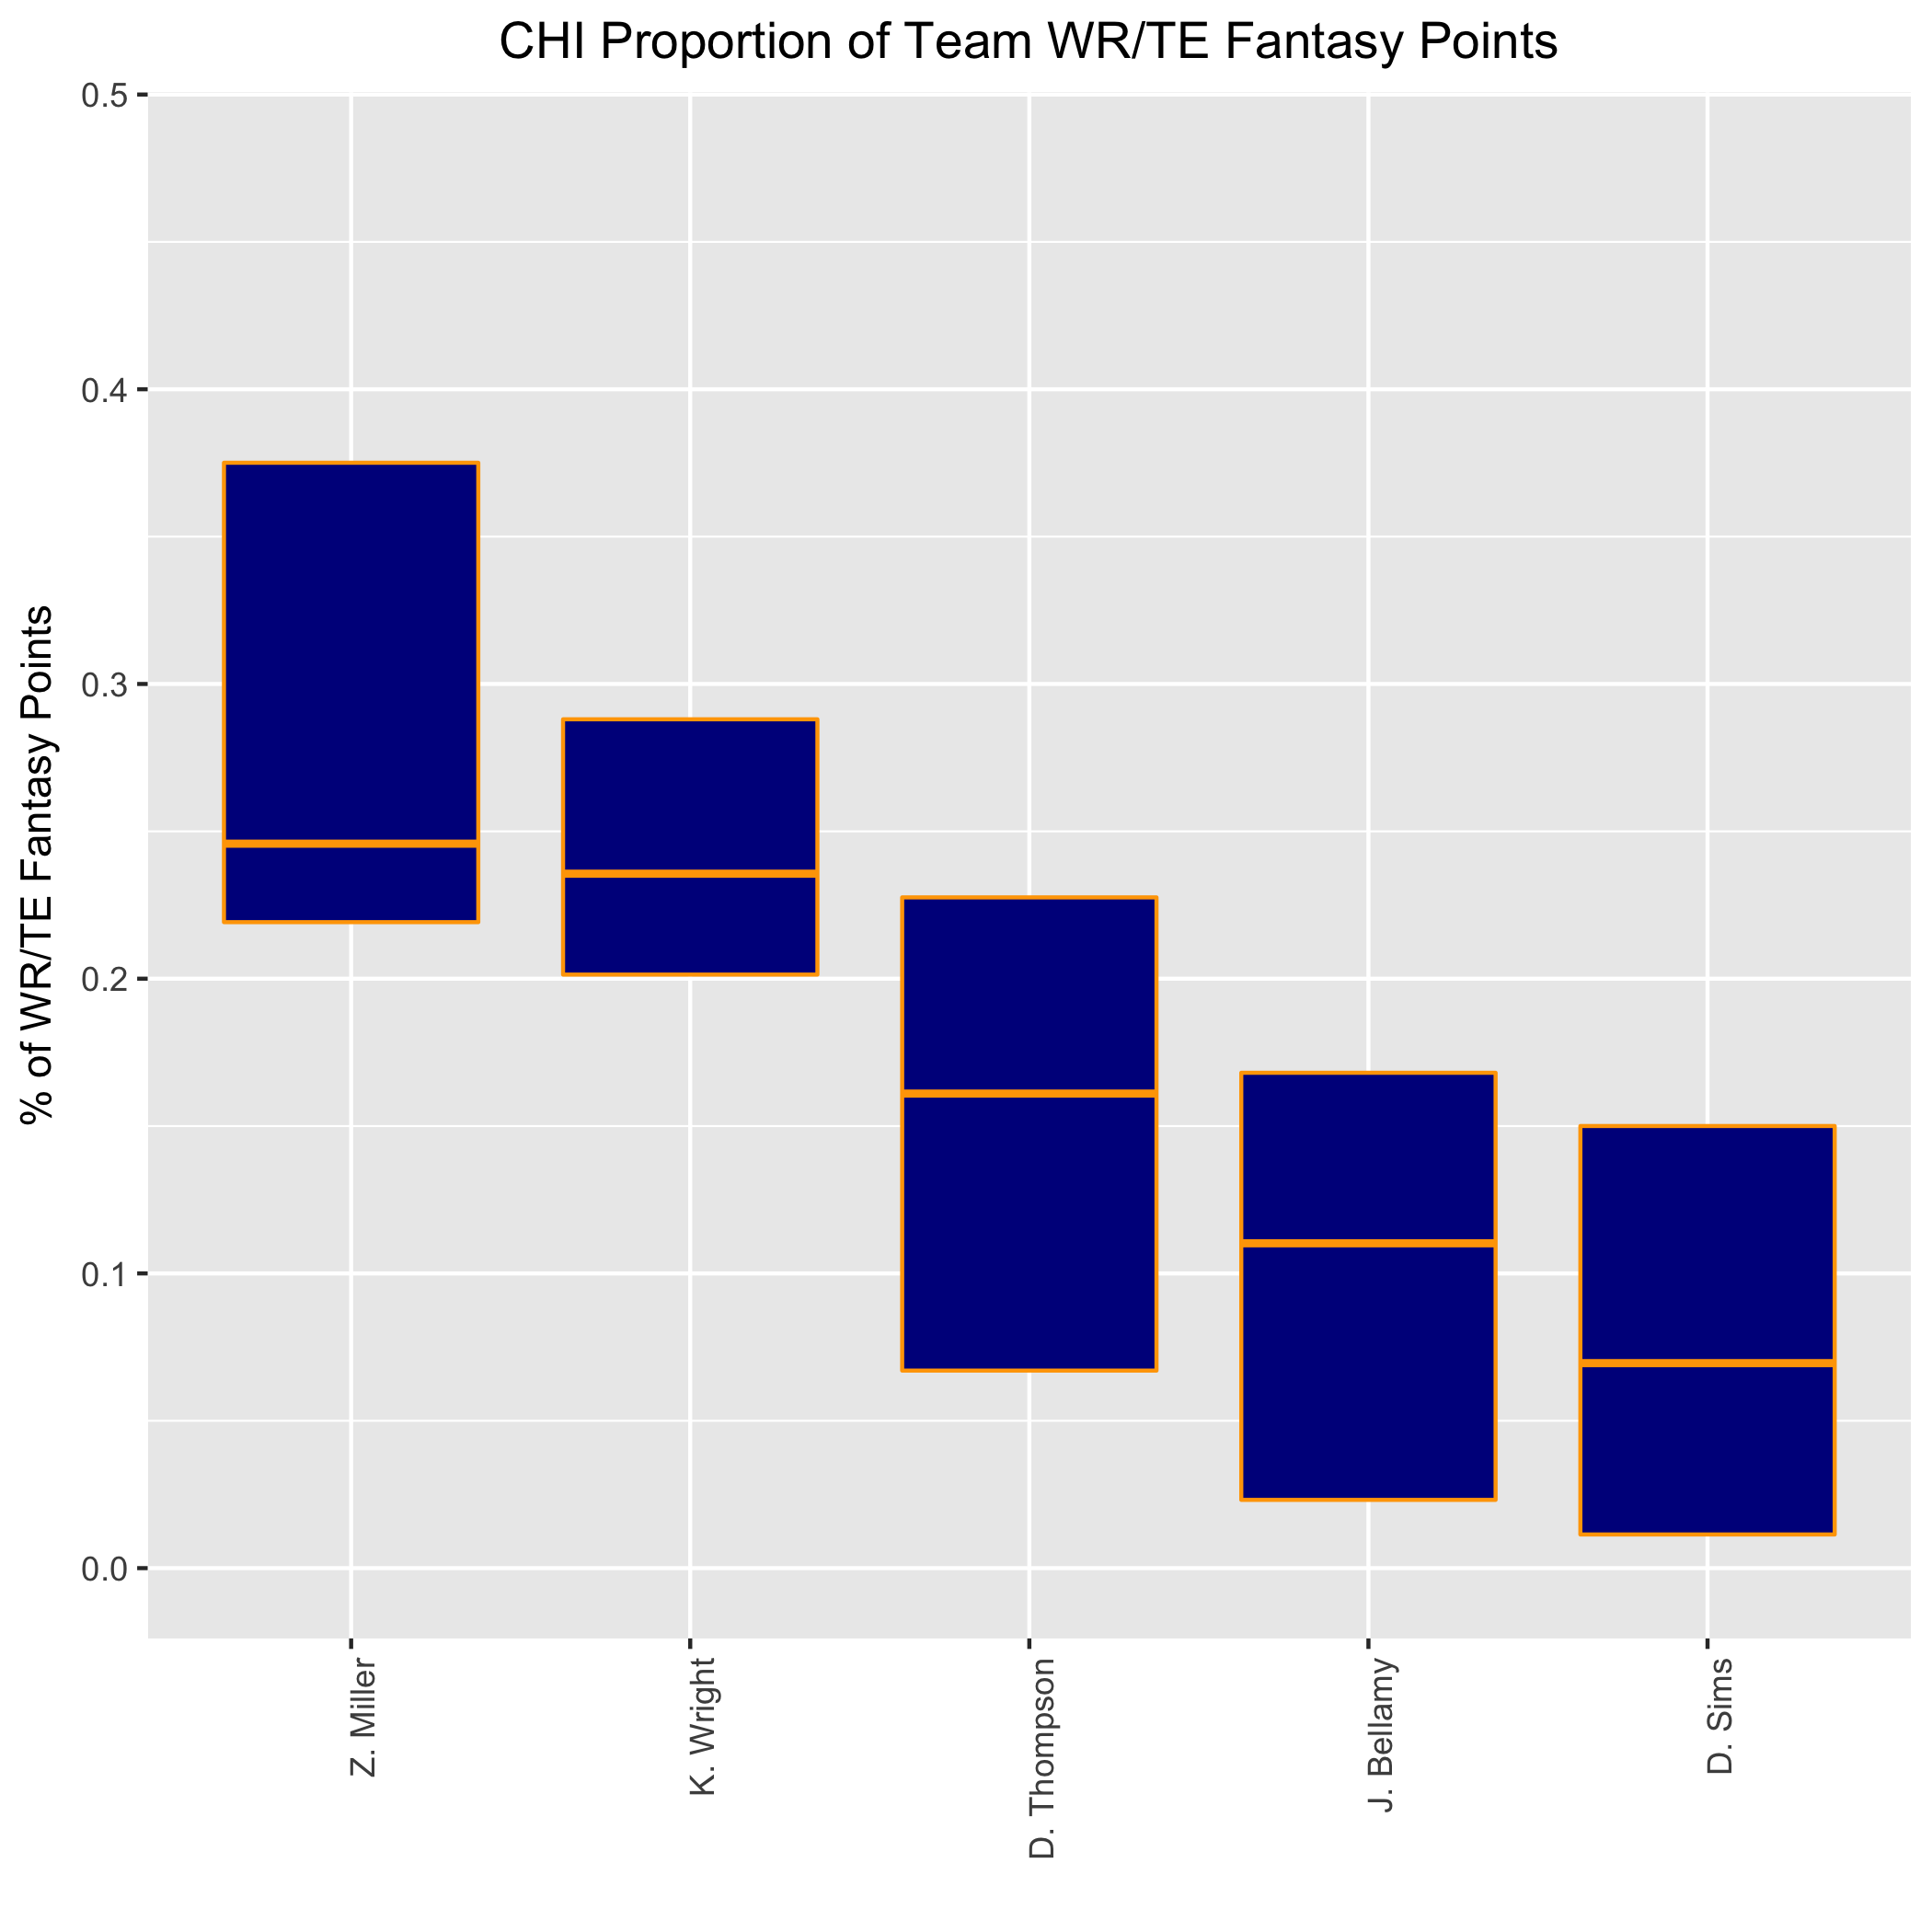 CHI Proportion of Team WR/TE Fantasy Points
% of WR/TE Fantasy Points
0.5
0.4
0.3
0.2
0.1
0.0
Z. Miller
K. Wright
D. Thompson
J. Bellamy
D. Sims